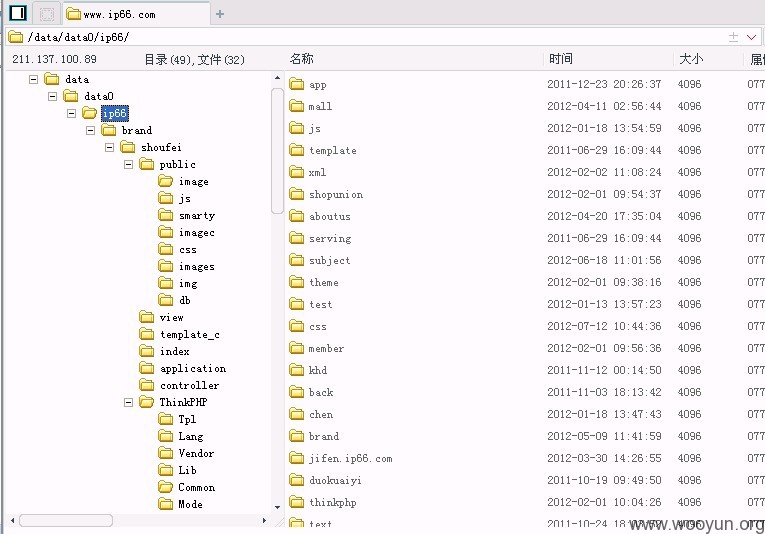 www.ip66.com
/data/data0/ip66/
211.137.100.89 目录(49),文件(32) 名称 时间 大小
data
data0
ip66
brand
shoufei
public
image
js
smarty
imagec
css
images
img
db
view
template_c
index
application
controller
ThinkPHP
Tpl
Lang
Vendor
Lib
Common
Mode
app 2011-12-23 20:26:37 4096 077
mall 2012-04-11 02:56:44 4096 077
js 2012-01-18 13:54:59 4096 077
template 2011-06-29 16:09:44 4096 077
xml 2012-02-02 11:08:24 4096 077
shopunion 2012-02-01 09:54:37 4096 077
aboutus 2012-04-20 17:35:04 4096 077
serving 2011-06-29 16:09:44 4096 077
subject 2012-06-18 11:01:56 4096 077
theme 2012-02-01 09:38:16 4096 077
test 2012-01-13 13:57:23 4096 077
css 2012-07-12 10:44:36 4096 077
member 2012-02-01 09:56:36 4096 077
khd 2011-11-12 00:14:50 4096 077
back 2011-11-03 18:13:42 4096 077
chen 2012-01-18 13:47:43 4096 077
brand 2012-05-09 11:41:59 4096 077
jifen.ip66.com 2012-03-30 14:26:55 4096 077
duokuaiyi 2011-10-19 09:49:50 4096 077
thinkphp 2012-02-01 10:04:26 4096 077
text 2011-10-24
www.wooyun.org